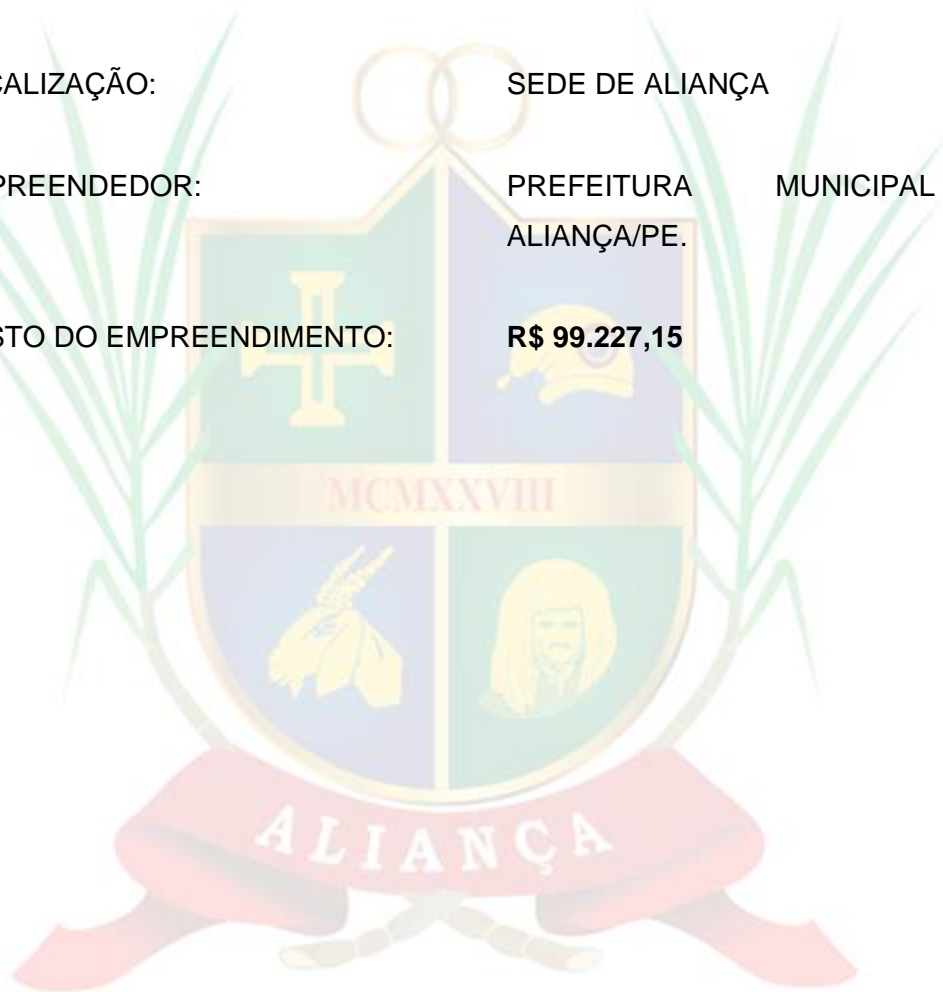 CALIZAÇÃO: SEDE DE ALIANÇA
PREENDEDOR: PREFEITURA MUNICIPAL
ALIANÇA/PE.
STO DO EMPREENDIMENTO: R$ 99.227,15
MCMXXVIII
ALIANÇA